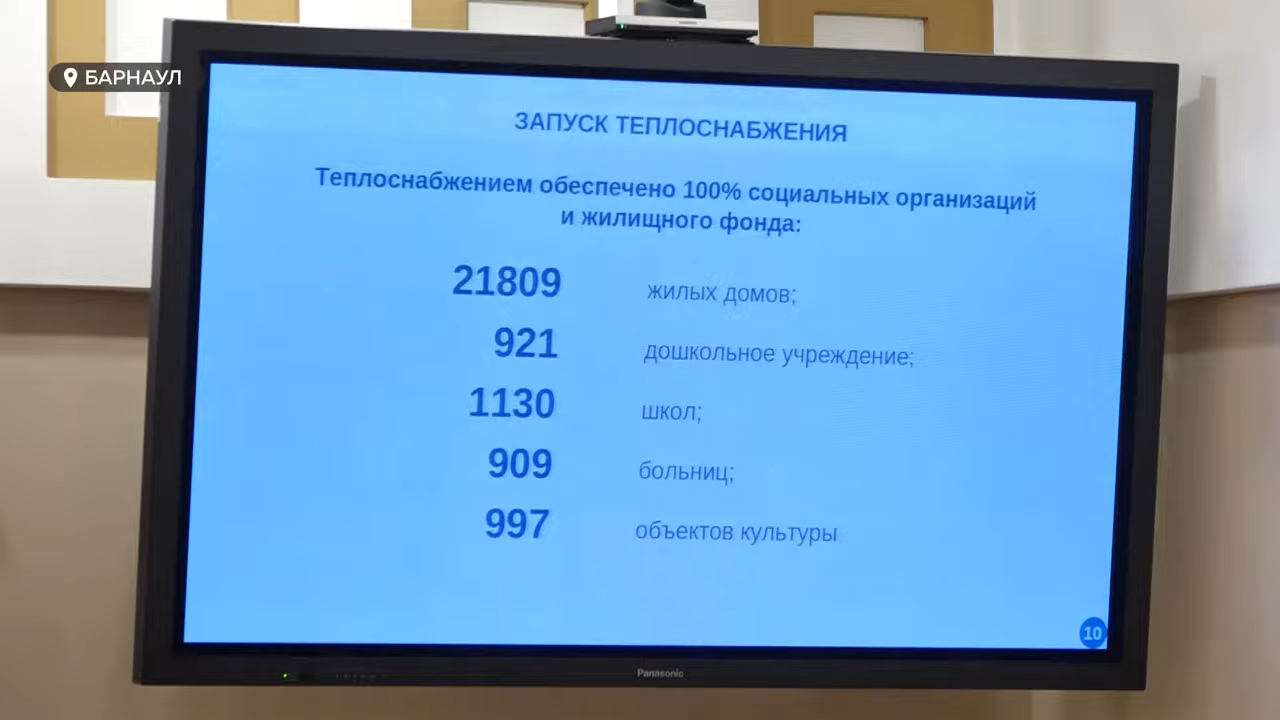 БАРНАУЛ
ЗАПУСК ТЕПЛОСНАБЖЕНИЯ
Теплоснабжением обеспечено 100% социальных организаций
и жилищного фонда:
21809 жилых домов;
921 дошкольное учреждение;
1130 школ;
909 больниц;
997 объектов культуры
10
Panasonic